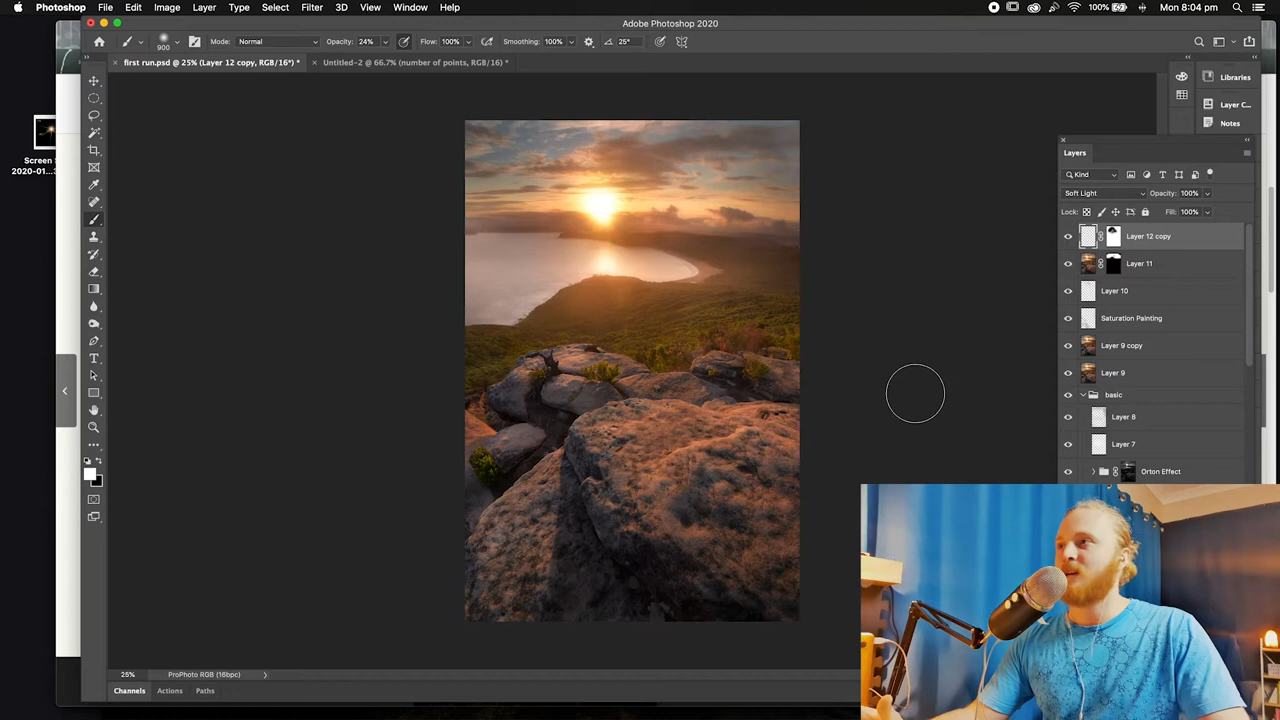 Photoshop File Edit Image Layer Type Select Filter 3D View Window Help 100% Mon 8:04 pm
Adobe Photoshop 2020
900 Mode: Normal Opacity: 24% Flow: 100% Smoothing: 100% 25°
first run.psd @ 25% (Layer 12 copy, RGB/16*) * Untitled-2 @ 66.7% (number of points, RGB/16) *
Libraries
Layer C...
Notes
Screen S
2020-01...3
Layers
Kind
Soft Light Opacity: 100%
Lock: Fill: 100%
Layer 12 copy
Layer 11
Layer 10
Saturation Painting
Layer 9 copy
Layer 9
basic
Layer 8
Layer 7
Orton Effect
T
25% ProPhoto RGB (16bpc)
Channels Actions Paths